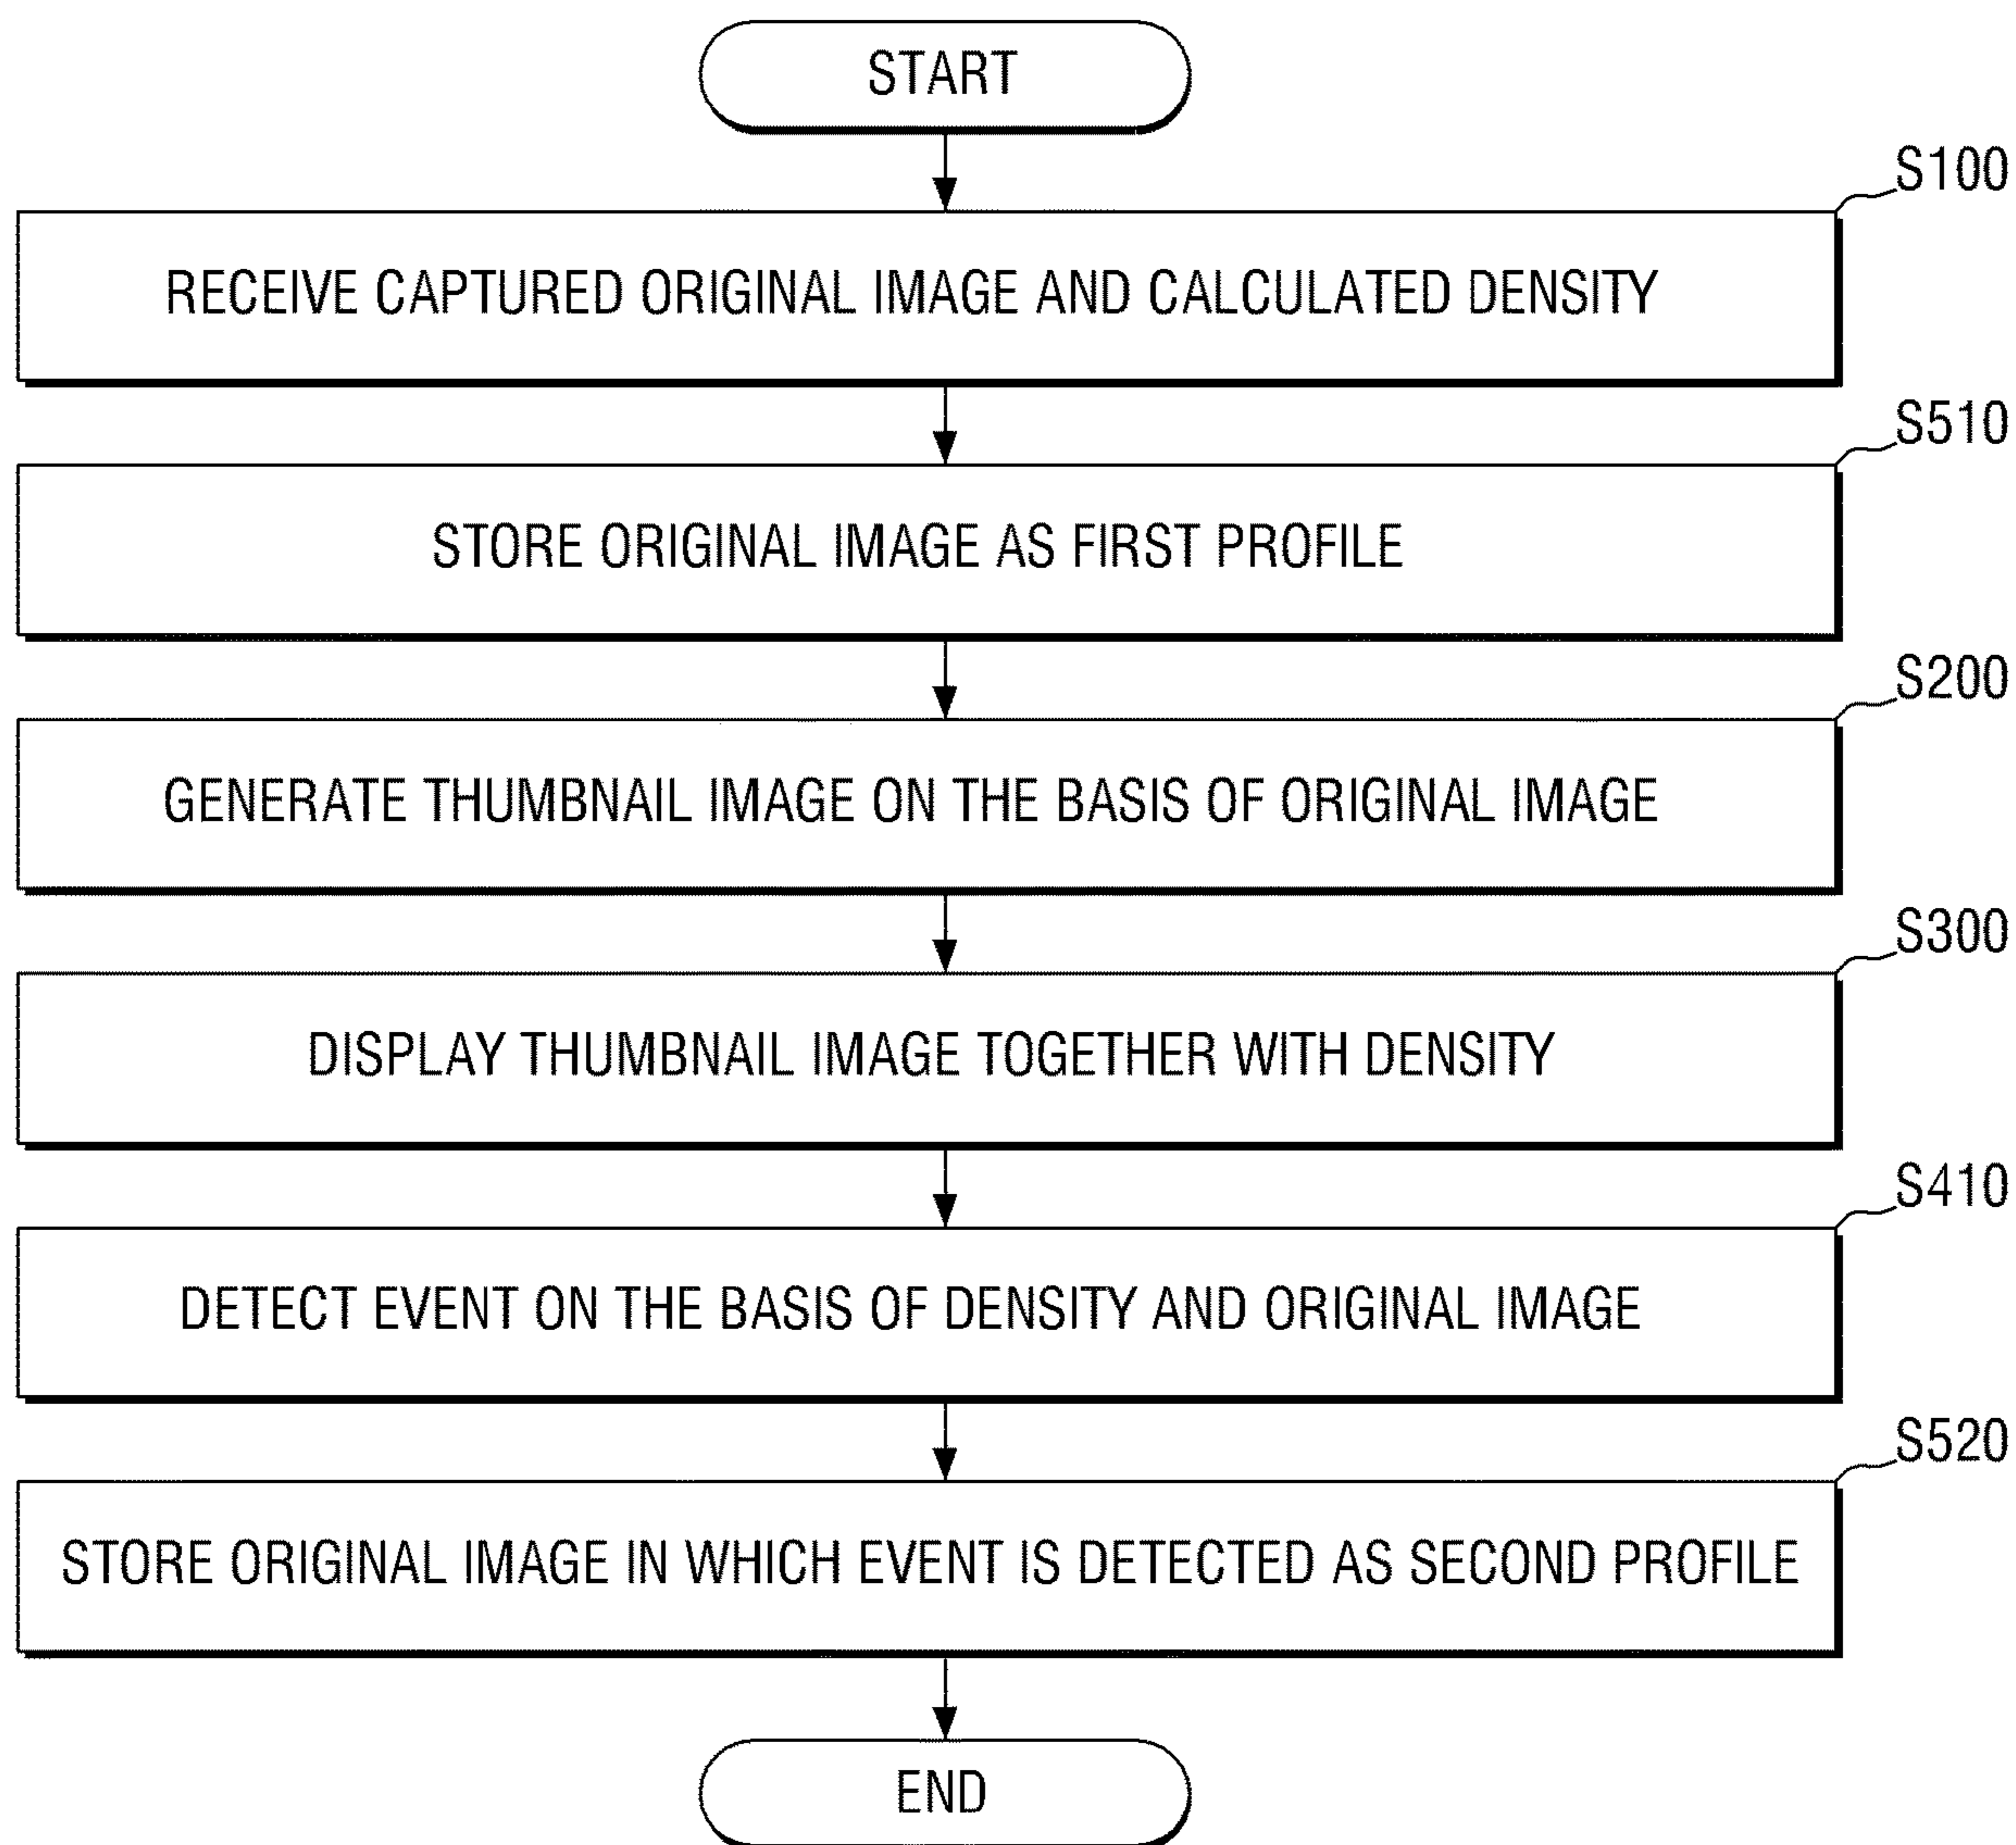 START
S100
RECEIVE CAPTURED ORIGINAL IMAGE AND CALCULATED DENSITY
S510
STORE ORIGINAL IMAGE AS FIRST PROFILE
S200
GENERATE THUMBNAIL IMAGE ON THE BASIS OF ORIGINAL IMAGE
S300
DISPLAY THUMBNAIL IMAGE TOGETHER WITH DENSITY
S410
DETECT EVENT ON THE BASIS OF DENSITY AND ORIGINAL IMAGE
S520
STORE ORIGINAL IMAGE IN WHICH EVENT IS DETECTED AS SECOND PROFILE
END